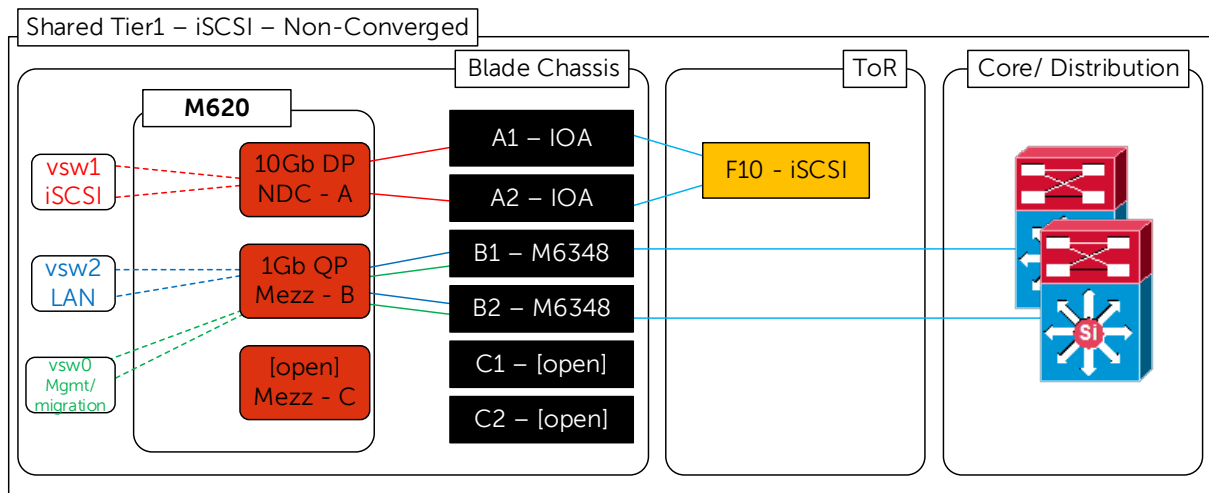 Shared Tier1 – iSCSI – Non-Converged
Blade Chassis
ToR
Core/ Distribution
M620
vsw1
iSCSI
10Gb DP
NDC - A
A1 – IOA
A2 – IOA
F10 - iSCSI
vsw2
LAN
1Gb QP
Mezz - B
B1 – M6348
B2 – M6348
vsw0
Mgmt/
migration
[open]
Mezz - C
C1 – [open]
C2 – [open]
Si